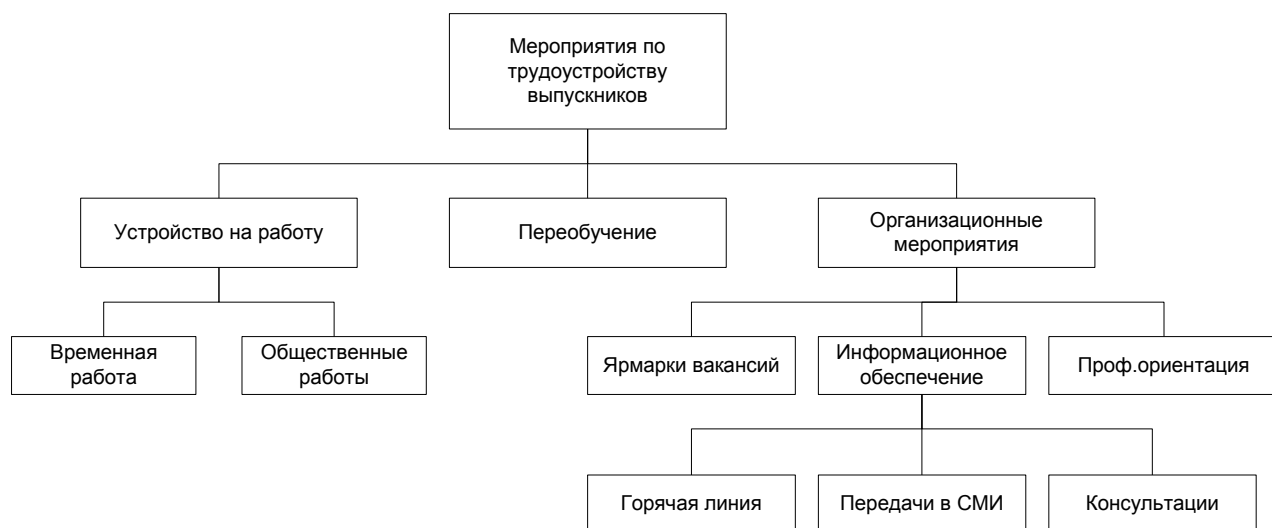 Мероприятия по
трудоустройству
выпускников
Устройство на работу
Переобучение
Организационные
мероприятия
Временная
работа
Общественные
работы
Ярмарки вакансий
Информационное
обеспечение
Проф.ориентация
Горячая линия
Передачи в СМИ
Консультации